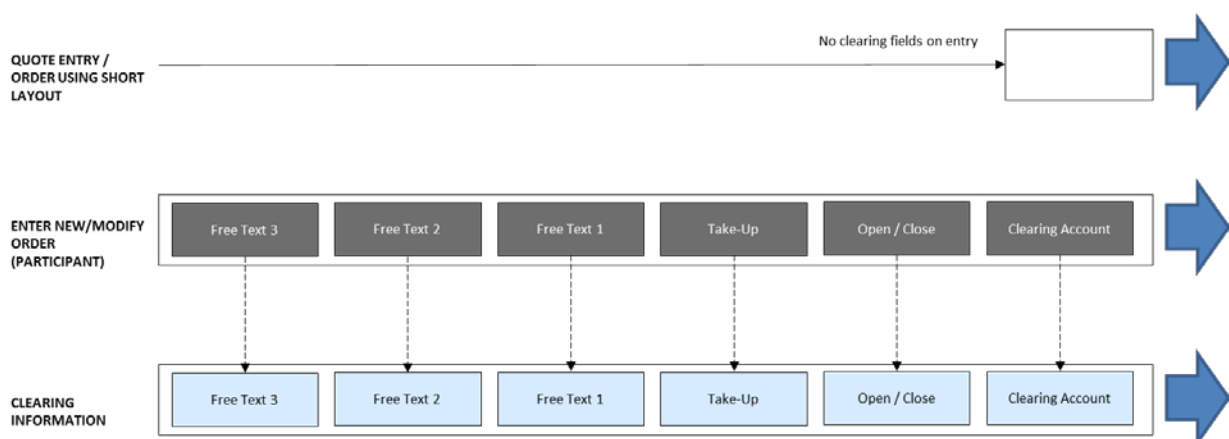 No clearing fields on entry
QUOTE ENTRY /
ORDER USING SHORT
LAYOUT
ENTER NEW/MODIFY
ORDER
(PARTICIPANT)
Free Text 3
Free Text 2
Free Text 1
Take-Up
Open / Close
Clearing Account
CLEARING
INFORMATION
Free Text 3
Free Text 2
Free Text 1
Take-Up
Open / Close
Clearing Account